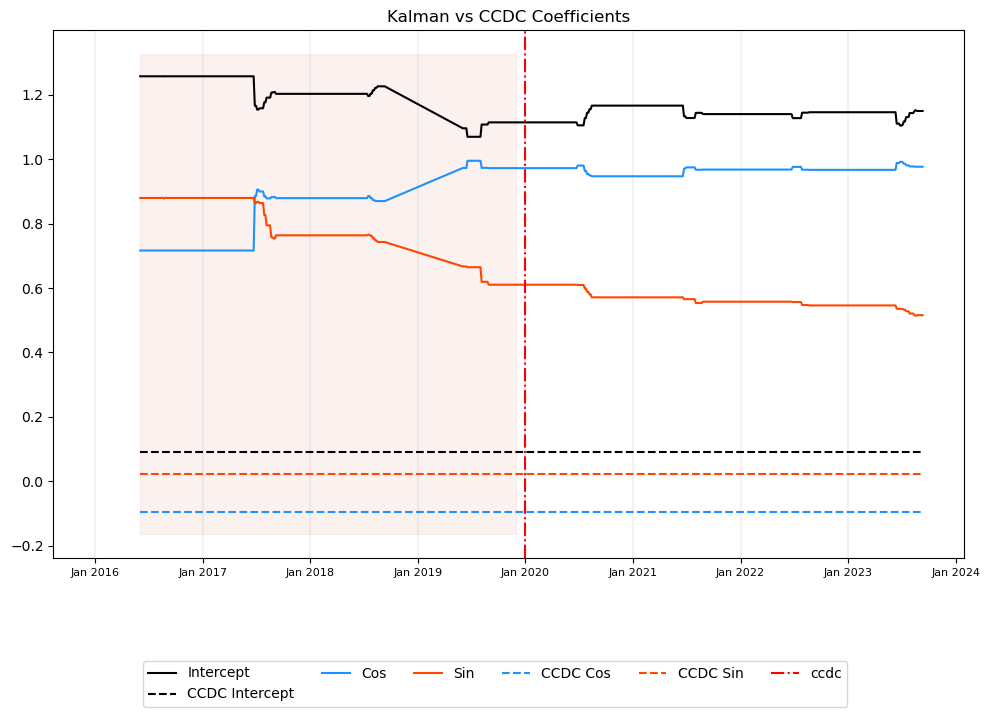 Kalman vs CCDC Coefficients
1.2
1.0
0.8
0.6
0.4
0.2
0.0
−0.2
Jan 2016 Jan 2017 Jan 2018 Jan 2019 Jan 2020 Jan 2021 Jan 2022 Jan 2023 Jan 2024
Intercept Cos Sin CCDC Cos CCDC Sin ccdc
CCDC Intercept